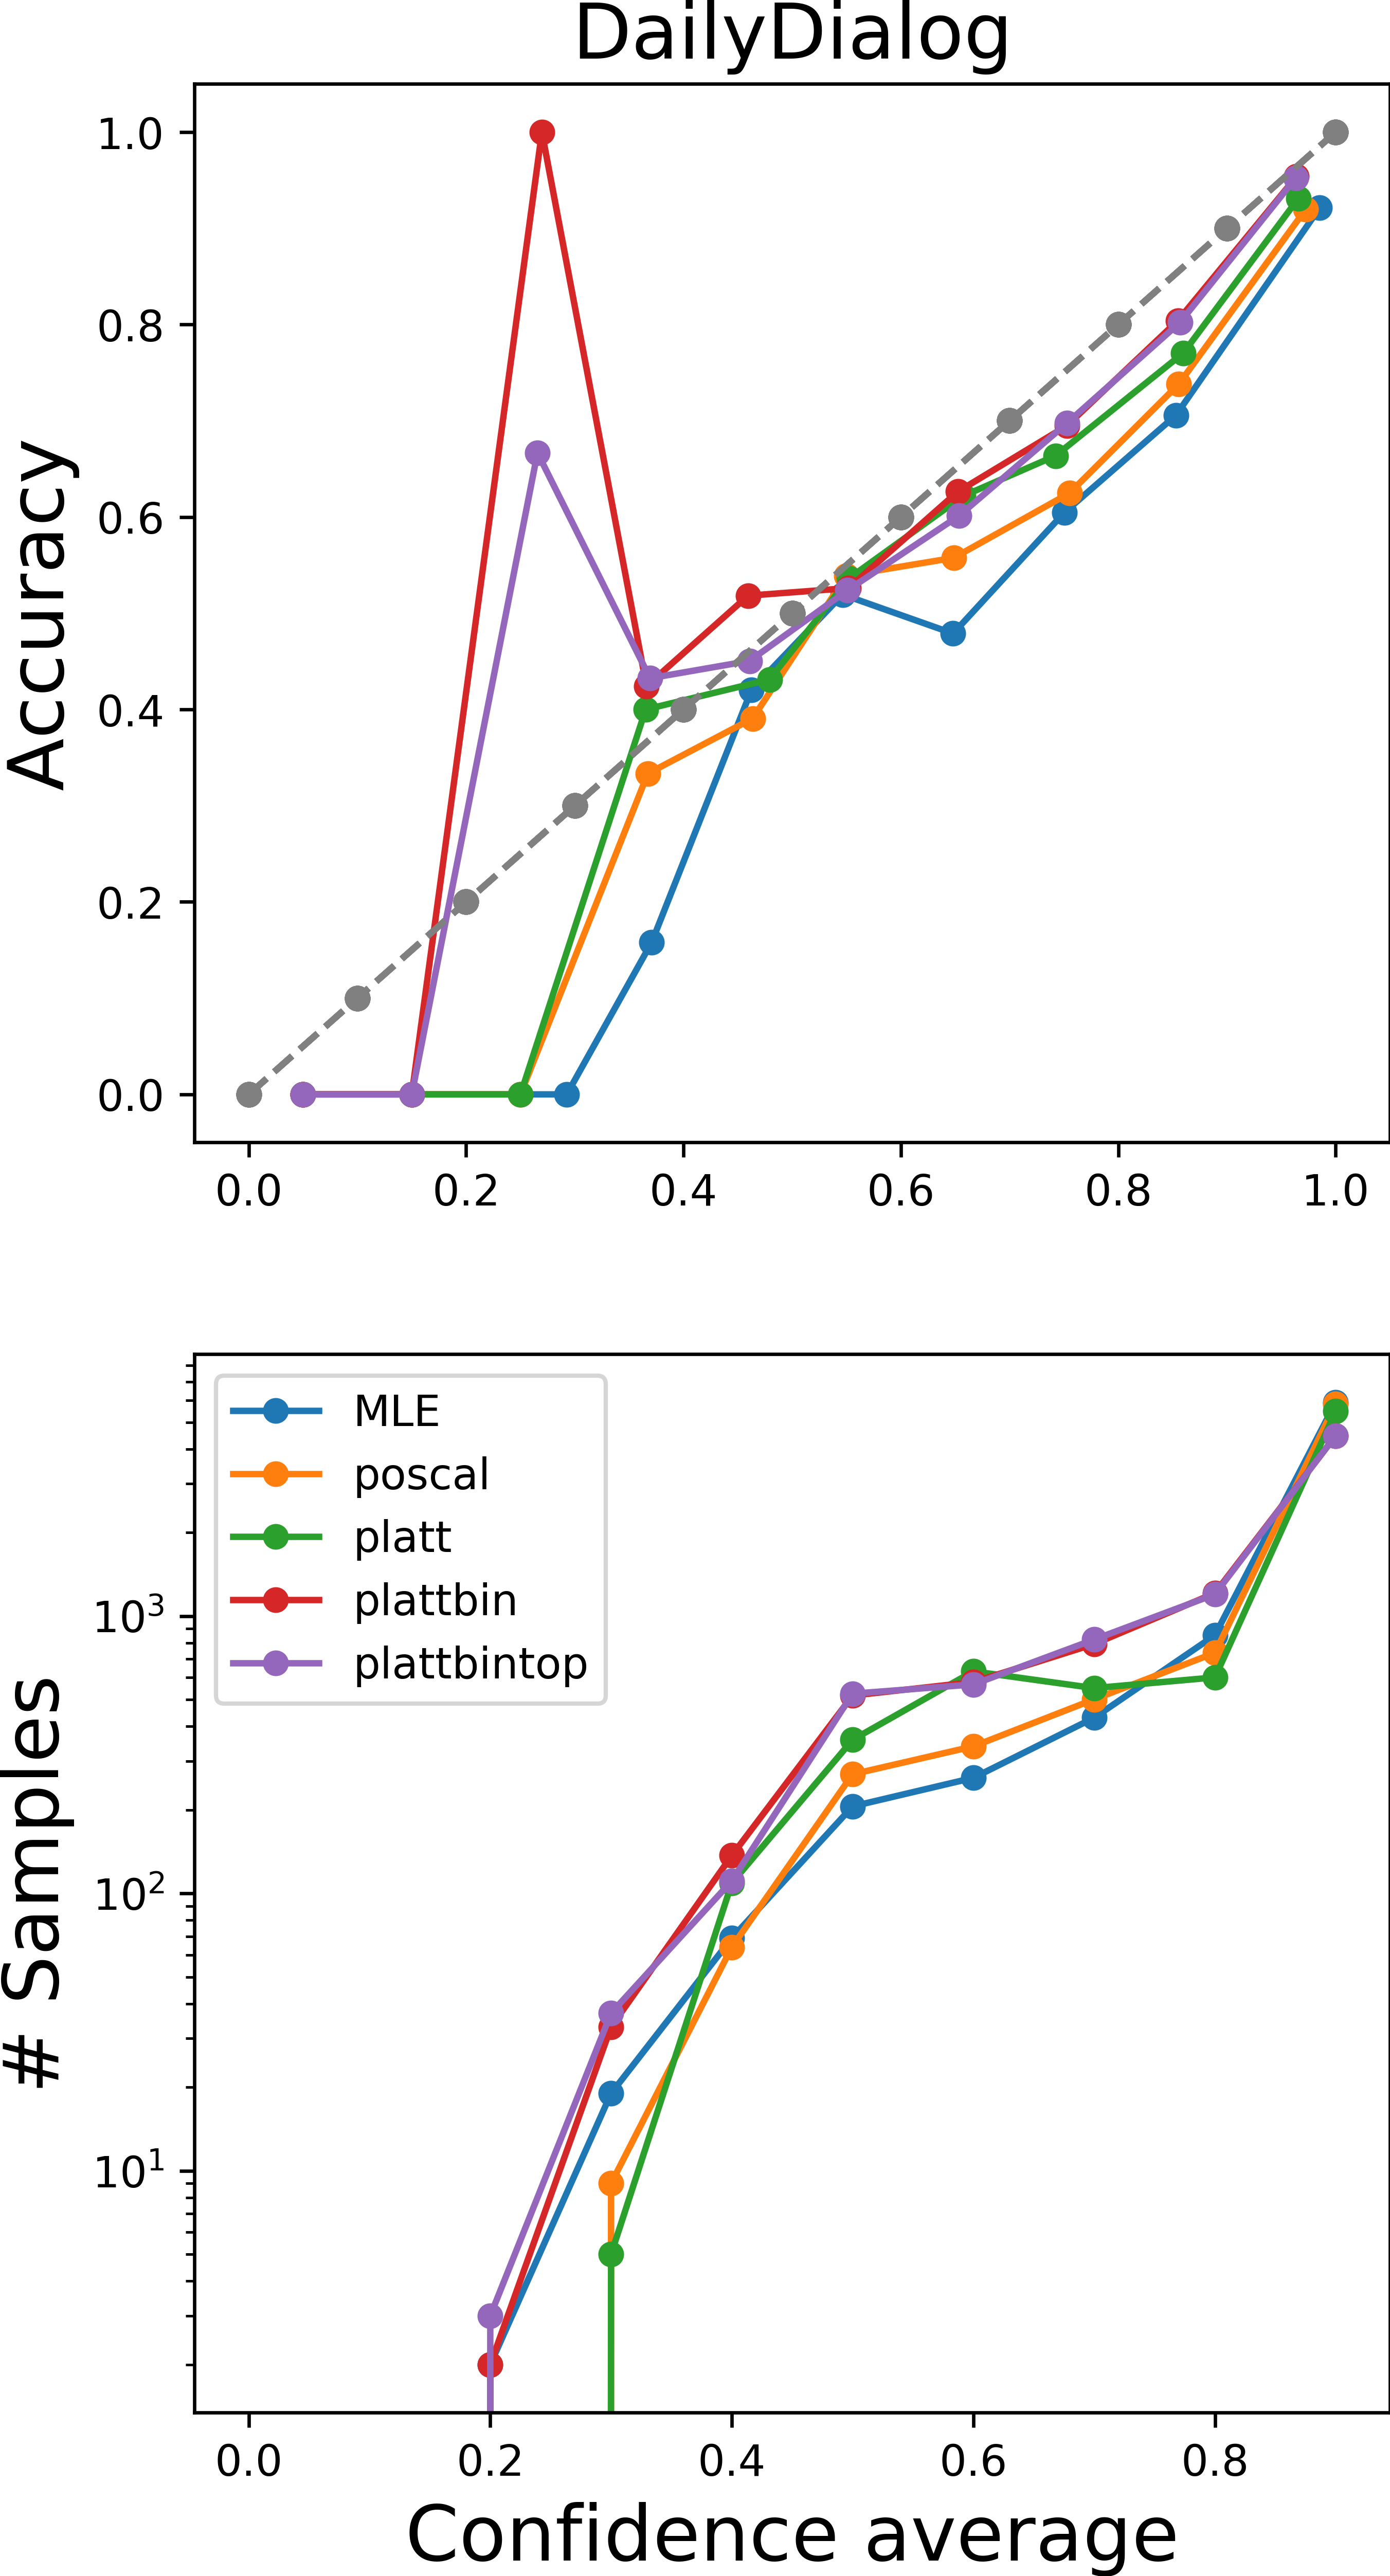 DailyDialog
Accuracy
1.0
0.8
0.6
0.4
0.2
0.0
0.0 0.2 0.4 0.6 0.8 1.0
# Samples
MLE
poscal
platt
plattbin
plattbintop
10³
10²
10¹
0.0 0.2 0.4 0.6 0.8
Confidence average